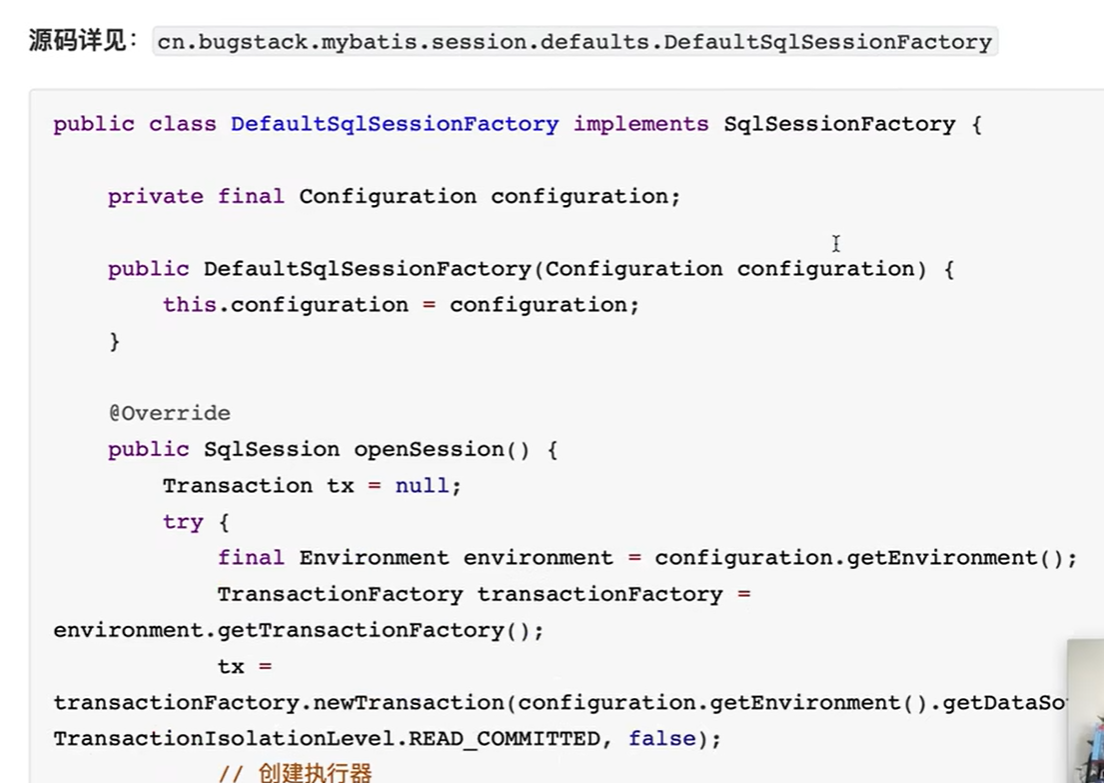 源码详见： cn.bugstack.mybatis.session.defaults.DefaultSqlSessionFactory
public class DefaultSqlSessionFactory implements SqlSessionFactory {
private final Configuration configuration;
public DefaultSqlSessionFactory(Configuration configuration) {
this.configuration = configuration;
}
@Override
public SqlSession openSession() {
Transaction tx = null;
try {
final Environment environment = configuration.getEnvironment();
TransactionFactory transactionFactory =
environment.getTransactionFactory();
tx =
transactionFactory.newTransaction(configuration.getEnvironment().getDataSo
TransactionIsolationLevel.READ_COMMITTED, false);
// 创建执行器